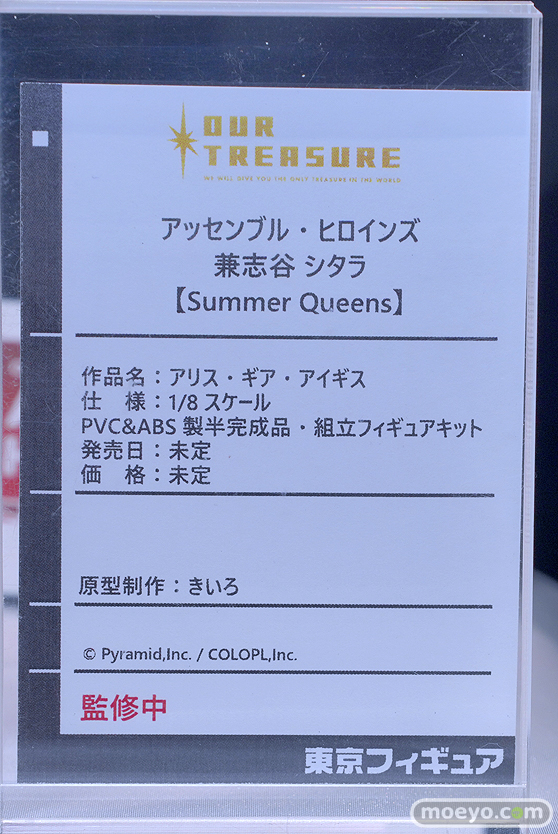 OUR
TREASURE
WE WILL GIVE YOU THE ONLY TREASURE IN THE WORLD
アッセンブル・ヒロインズ
兼志谷 シタラ
【Summer Queens】
作品名：アリス・ギア・アイギス
仕　様：1/8 スケール
PVC&ABS 製半完成品・組立フィギュアキット
発売日：未定
価　格：未定
原型制作：きいろ
© Pyramid,Inc. / COLOPL,Inc.
監修中
東京フィギュア
moeyo.com